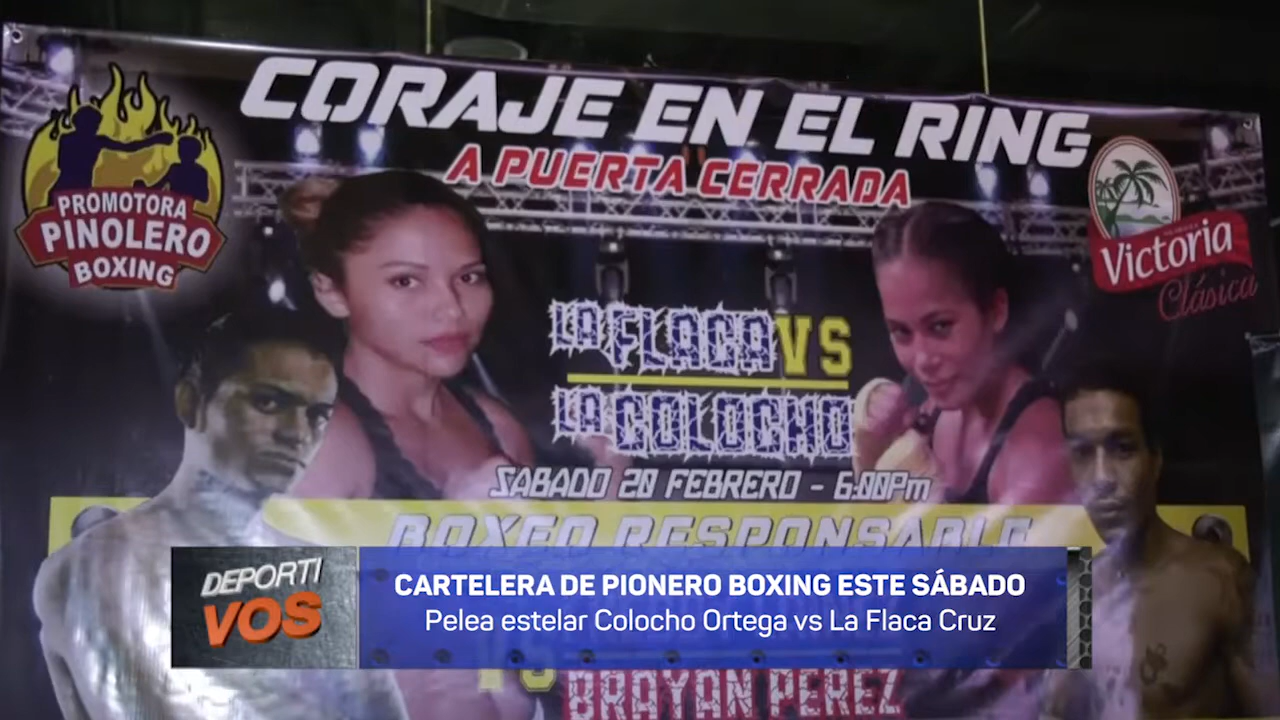 CORAJE EN EL RING
A PUERTA CERRADA
PROMOTORA
PINOLERO
BOXING
Victoria
Clásica
LA FLACA VS
LA COLOCHO
SABADO 20 FEBRERO - 6:00Pm
BOXEO RESPONSABLE
DEPORTI
VOS
CARTELERA DE PIONERO BOXING ESTE SÁBADO
Pelea estelar Colocho Ortega vs La Flaca Cruz
VS
BRAYAN PEREZ